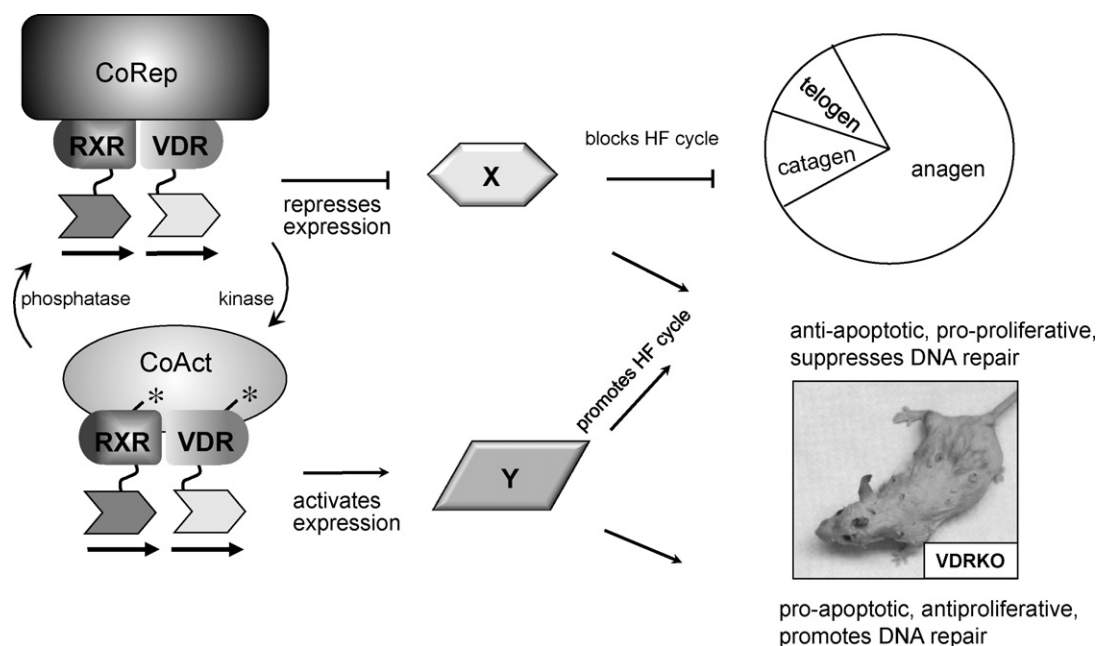 CoRep
RXR
VDR
represses
expression
X
blocks HF cycle
telogen
catagen
anagen
phosphatase
kinase
CoAct
*
*
RXR
VDR
activates
expression
Y
promotes HF cycle
anti-apoptotic, pro-proliferative,
suppresses DNA repair
VDRKO
pro-apoptotic, antiproliferative,
promotes DNA repair